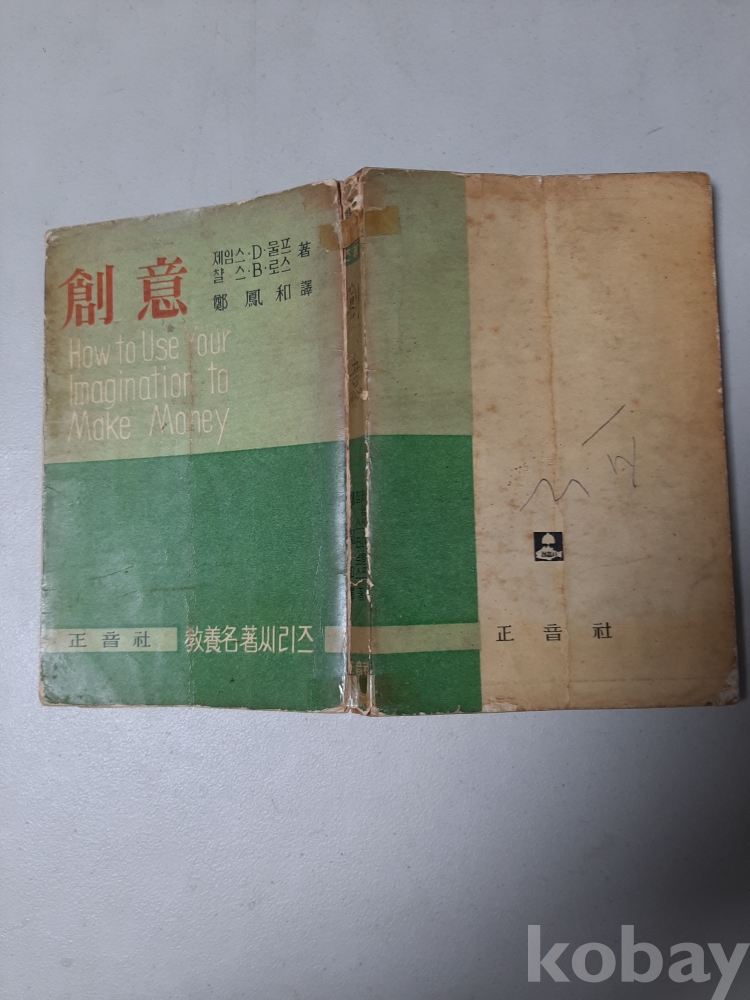 創意
제임스·D·울프
찰스·B·로스
著
鄭鳳和 譯
How to Use Your
Imagination to
Make Money
正音社
敎養名著씨리즈
正音社
kobay